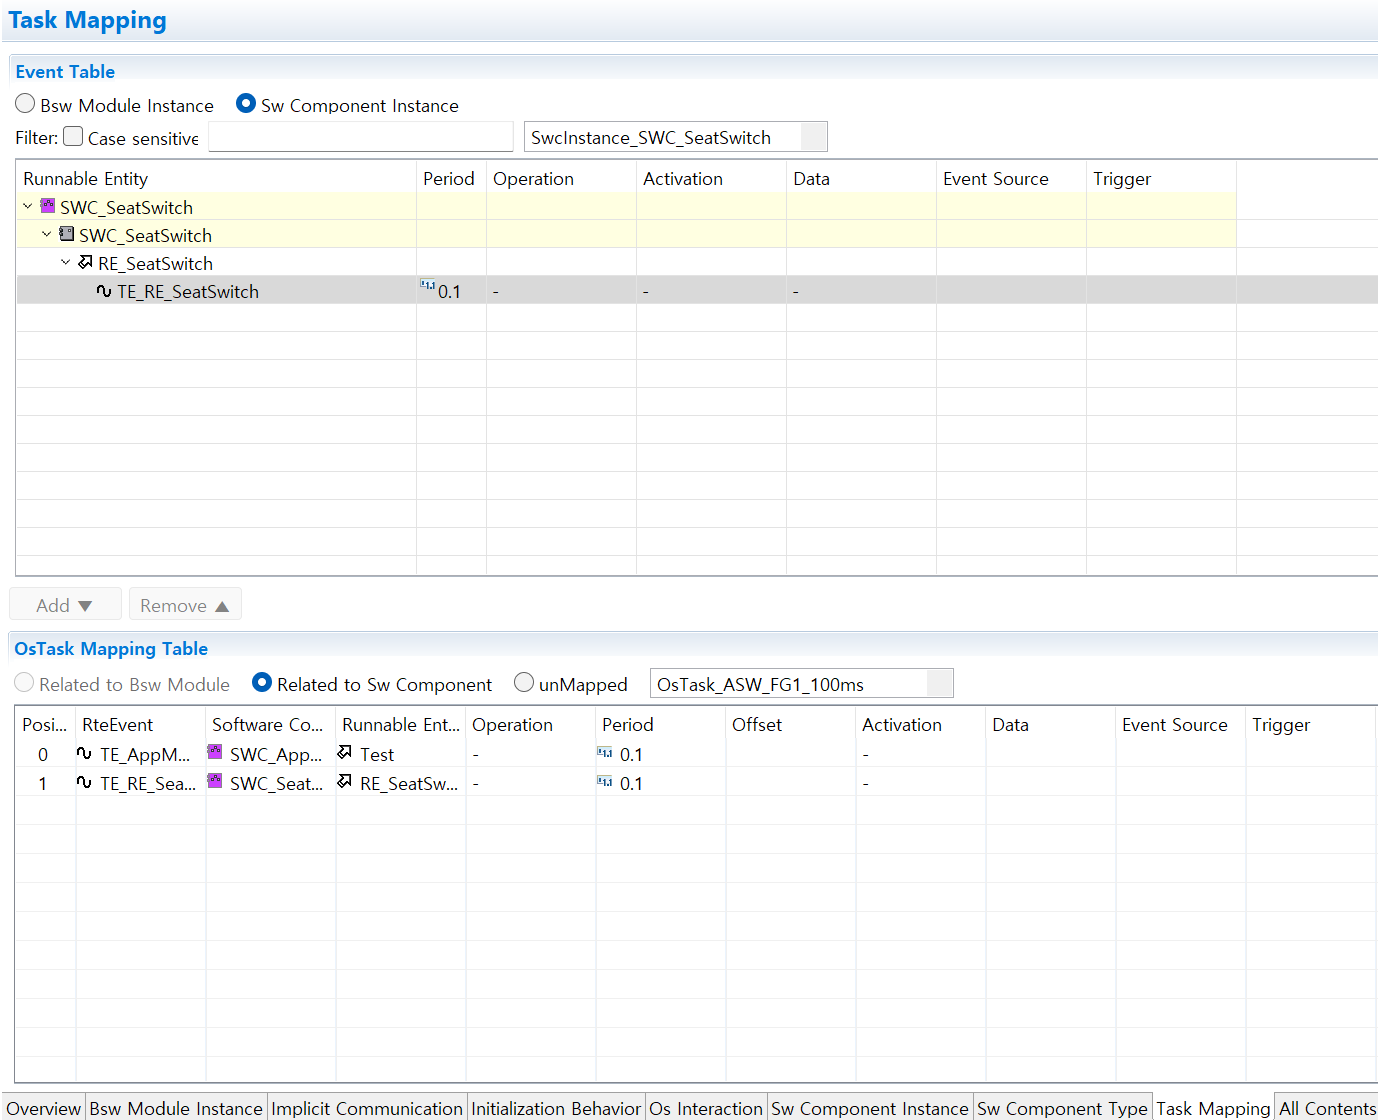 Task Mapping
Event Table
Bsw Module Instance Sw Component Instance
Filter: Case sensitive SwcInstance_SWC_SeatSwitch
Runnable Entity Period Operation Activation Data Event Source Trigger
SWC_SeatSwitch
SWC_SeatSwitch
RE_SeatSwitch
TE_RE_SeatSwitch 0.1 - - -
Add ▼ Remove ▲
OsTask Mapping Table
Related to Bsw Module Related to Sw Component unMapped OsTask_ASW_FG1_100ms
Posi... RteEvent Software Co... Runnable Ent... Operation Period Offset Activation Data Event Source Trigger
0 TE_AppM... SWC_App... Test - 0.1 -
1 TE_RE_Sea... SWC_Seat... RE_SeatSw... - 0.1 -
Overview Bsw Module Instance Implicit Communication Initialization Behavior Os Interaction Sw Component Instance Sw Component Type Task Mapping All Contents